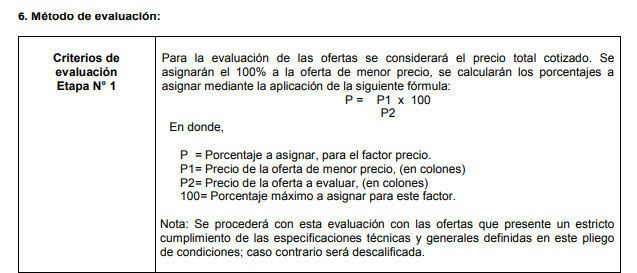 6. Método de evaluación:
Criterios de
evaluación
Etapa N° 1
Para la evaluación de las ofertas se considerará el precio total cotizado. Se
asignarán el 100% a la oferta de menor precio, se calcularán los porcentajes a
asignar mediante la aplicación de la siguiente fórmula:
P = P1 x 100
P2
En donde,
P = Porcentaje a asignar, para el factor precio.
P1= Precio de la oferta de menor precio, (en colones)
P2= Precio de la oferta a evaluar, (en colones)
100= Porcentaje máximo a asignar para este factor.
Nota: Se procederá con esta evaluación con las ofertas que presente un estricto
cumplimiento de las especificaciones técnicas y generales definidas en este pliego
de condiciones; caso contrario será descalificada.